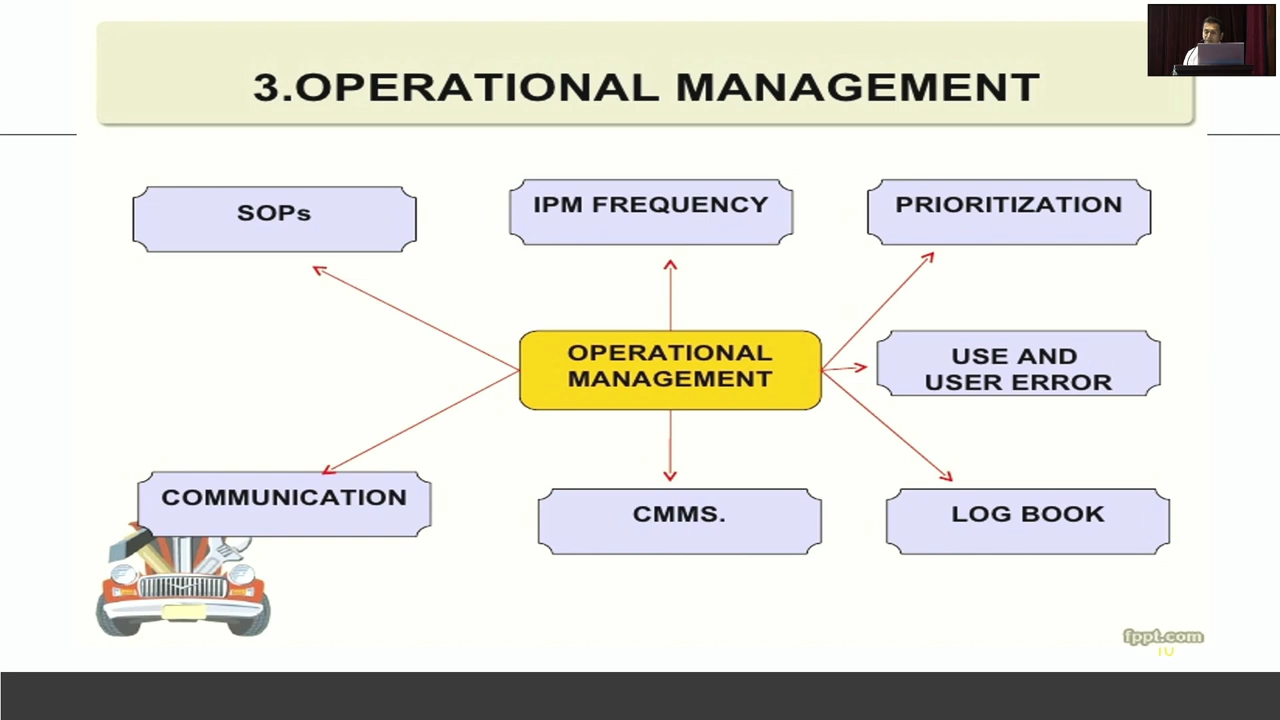 3.OPERATIONAL MANAGEMENT
SOPs
IPM FREQUENCY
PRIORITIZATION
OPERATIONAL
MANAGEMENT
USE AND
USER ERROR
COMMUNICATION
CMMS.
LOG BOOK
fppt.com
10